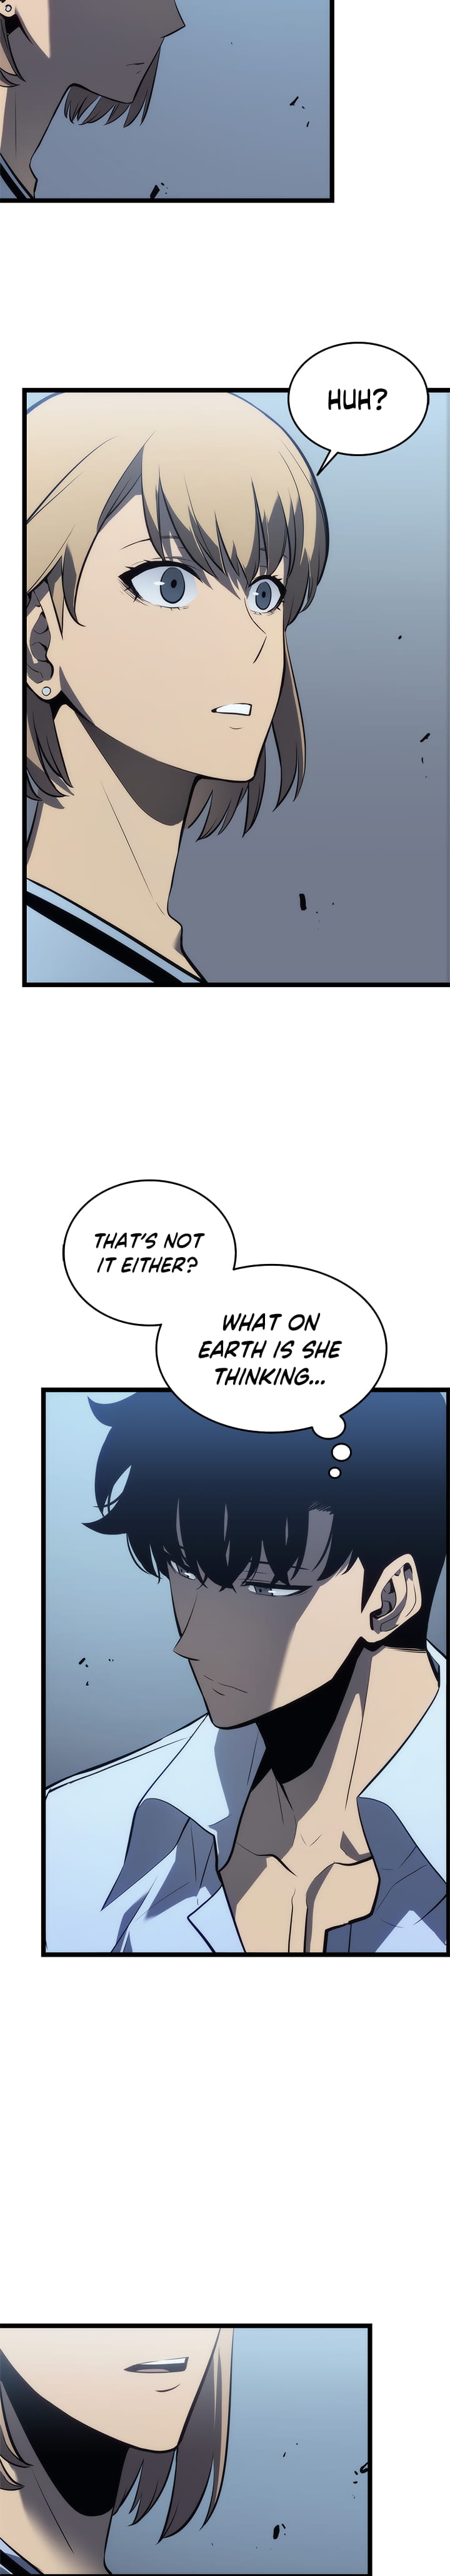 HUH?
THAT'S NOT
IT EITHER?
WHAT ON
EARTH IS SHE
THINKING...